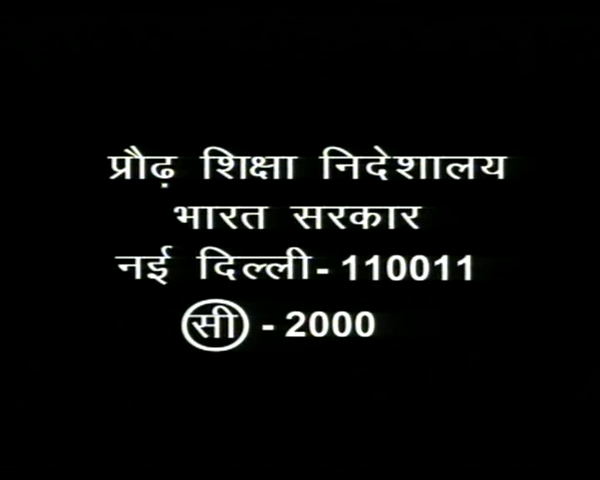 प्रौढ़ शिक्षा निदेशालय
भारत सरकार
नई दिल्ली - 110011
सी - 2000